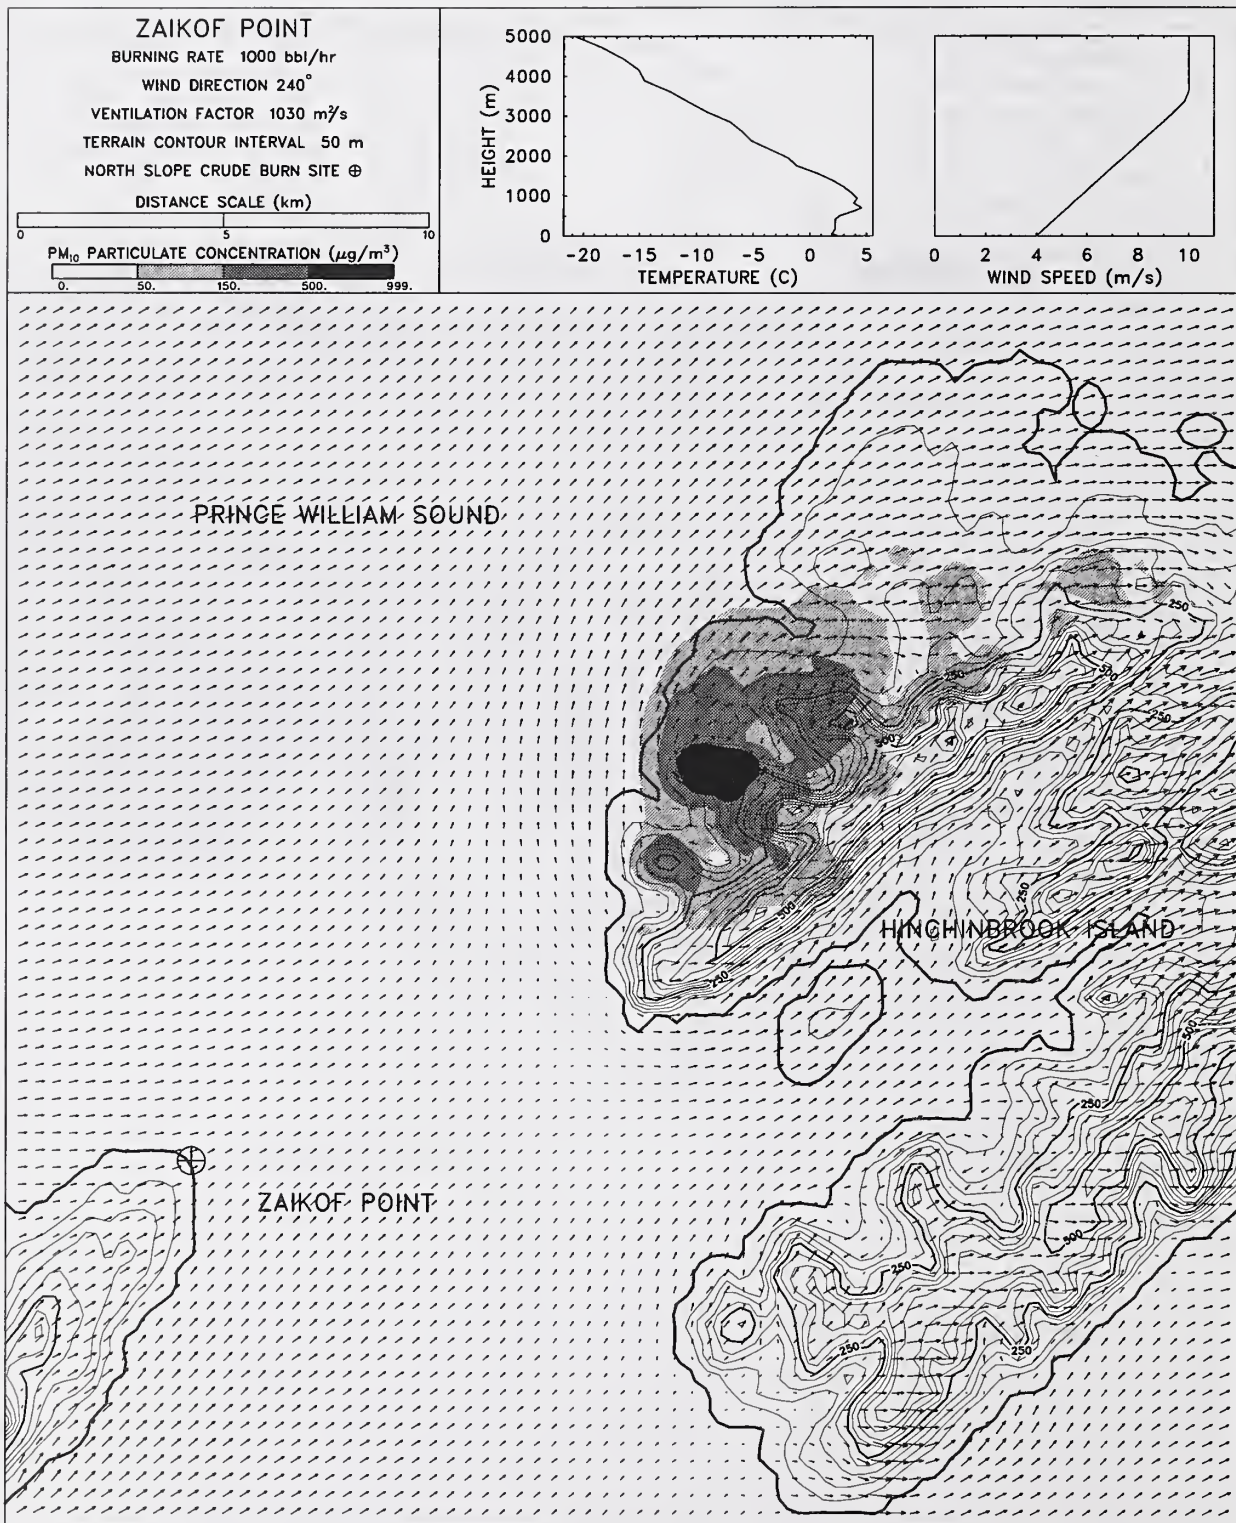 ZAIKOF POINT
BURNING RATE 1000 bbl/hr
WIND DIRECTION 240°
VENTILATION FACTOR 1030 m²/s
TERRAIN CONTOUR INTERVAL 50 m
NORTH SLOPE CRUDE BURN SITE ⊕
DISTANCE SCALE (km)
0 5 10
PM₁₀ PARTICULATE CONCENTRATION (μg/m³)
0. 50. 150. 500. 999.
HEIGHT (m)
5000
4000
3000
2000
1000
0
-20 -15 -10 -5 0 5
TEMPERATURE (C)
0 2 4 6 8 10
WIND SPEED (m/s)
PRINCE WILLIAM SOUND
250
250
500
250
500
500
250
HINCHINBROOK ISLAND
250
500
250
ZAIKOF POINT
500
250
250
250